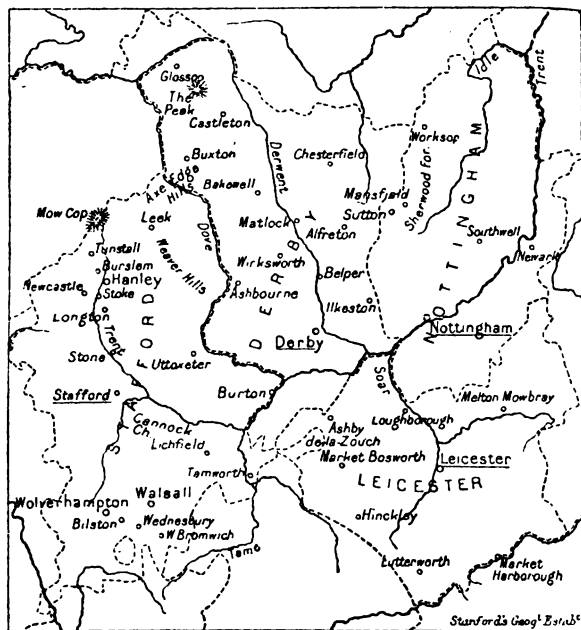 Glossop
The
Peak
Castleton
Buxton
Axe Edge
Hills
Bakewell
Derwent
Chesterfield
Worksop
Idle
Trent
Sherwood For.
Mansfield
Sutton
Mow Cop
Leek
Dove
Matlock
Alfreton
Southwell
Newark
Tunstall
Burslem
Hanley
Stoke
Newcastle
Longton
Weaver Hills
Wirksworth
Ashbourne
Belper
Ilkeston
DERBY
NOTTINGHAM
Trent
Stone
Uttoxeter
Derby
Nottingham
Stafford
STAFFORD
Burton
Soar
Loughborough
Melton Mowbray
Cannock
Ch.
Lichfield
Ashby
de-la-Zouch
Market Bosworth
Leicester
LEICESTER
Tamworth
Wolverhampton
Walsall
Bilston
Wednesbury
W. Bromwich
Tame
Hinckley
Lutterworth
Market
Harborough
Stanford's Geogl. Estabt.